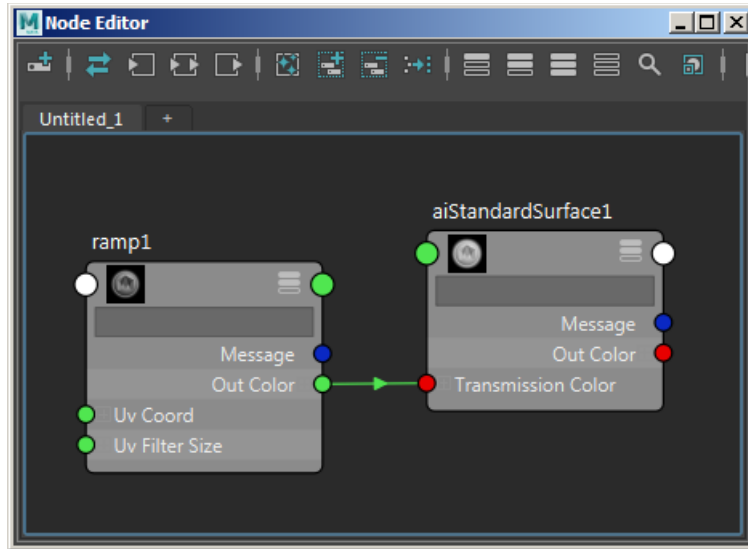 Node Editor
Untitled_1 +
ramp1
Message
Out Color
Uv Coord
Uv Filter Size
aiStandardSurface1
Message
Out Color
Transmission Color